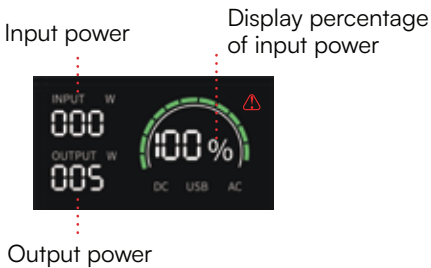 Input power
Display percentage
of input power
INPUT W
000
100 %
OUTPUT W
005
DC USB AC
Output power